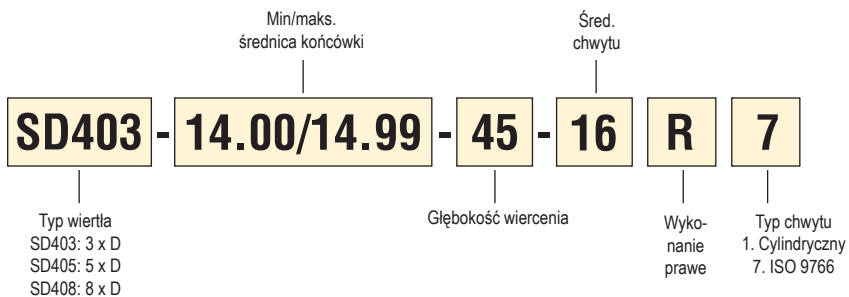 Min/maks.
średnica końcówki
Śred.
chwytu
SD403 - 14.00/14.99 - 45 - 16 R 7
Typ wiertła
SD403: 3 x D
SD405: 5 x D
SD408: 8 x D
Głębokość wiercenia
Wyko-
nanie
prawe
Typ chwytu
1. Cylindryczny
7. ISO 9766